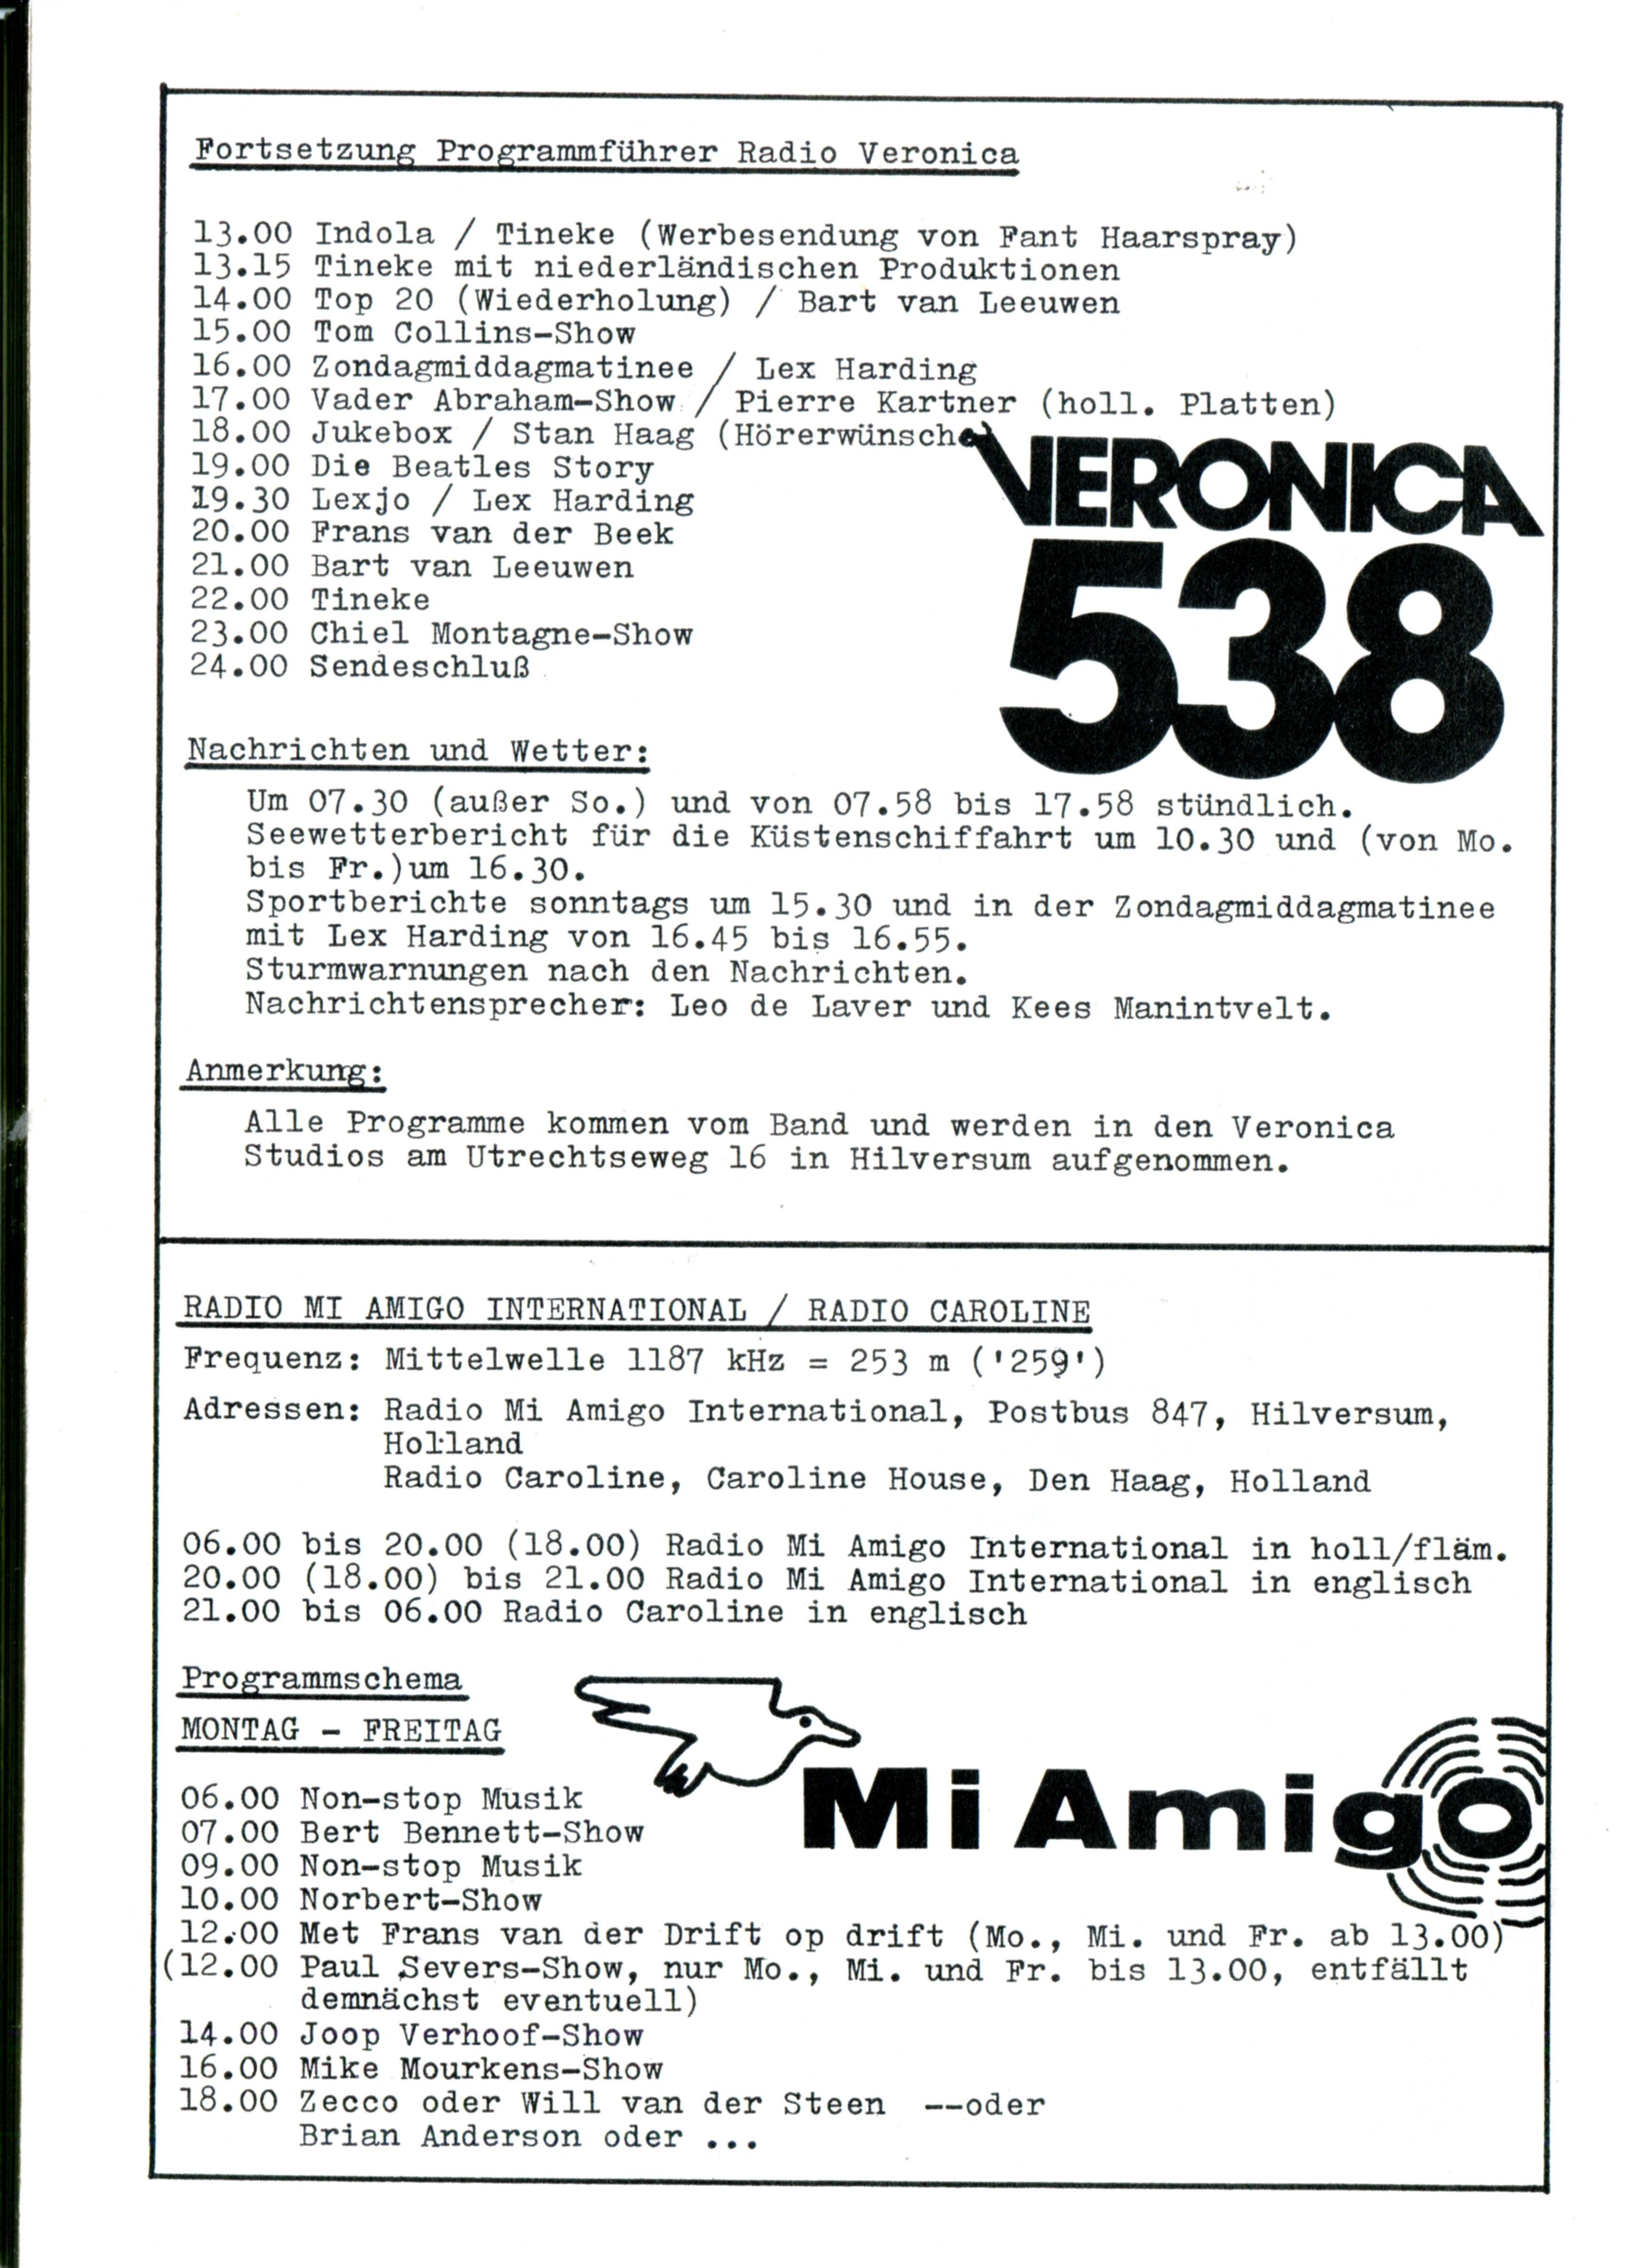 Fortsetzung Programmführer Radio Veronica
13.00 Indola / Tineke (Werbesendung von Fant Haarspray)
13.15 Tineke mit niederländischen Produktionen
14.00 Top 20 (Wiederholung) / Bart van Leeuwen
15.00 Tom Collins-Show
16.00 Zondagmiddagmatinee / Lex Harding
17.00 Vader Abraham-Show / Pierre Kartner (holl. Platten)
18.00 Jukebox / Stan Haag (Hörerwünsche)
19.00 Die Beatles Story
19.30 Lexjo / Lex Harding
20.00 Frans van der Beek
21.00 Bart van Leeuwen
22.00 Tineke
23.00 Chiel Montagne-Show
24.00 Sendeschluß
VERONICA
538
Nachrichten und Wetter:
Um 07.30 (außer So.) und von 07.58 bis 17.58 stündlich.
Seewetterbericht für die Küstenschiffahrt um 10.30 und (von Mo.
bis Fr.)um 16.30.
Sportberichte sonntags um 15.30 und in der Zondagmiddagmatinee
mit Lex Harding von 16.45 bis 16.55.
Sturmwarnungen nach den Nachrichten.
Nachrichtensprecher: Leo de Laver und Kees Manintvelt.
Anmerkung:
Alle Programme kommen vom Band und werden in den Veronica
Studios am Utrechtseweg 16 in Hilversum aufgenommen.
RADIO MI AMIGO INTERNATIONAL / RADIO CAROLINE
Frequenz: Mittelwelle 1187 kHz = 253 m ('259')
Adressen: Radio Mi Amigo International, Postbus 847, Hilversum,
Holland
Radio Caroline, Caroline House, Den Haag, Holland
06.00 bis 20.00 (18.00) Radio Mi Amigo International in holl/fläm.
20.00 (18.00) bis 21.00 Radio Mi Amigo International in englisch
21.00 bis 06.00 Radio Caroline in englisch
Programmschema
MONTAG - FREITAG
Mi Amigo
06.00 Non-stop Musik
07.00 Bert Bennett-Show
09.00 Non-stop Musik
10.00 Norbert-Show
12.00 Met Frans van der Drift op drift (Mo., Mi. und Fr. ab 13.00)
(12.00 Paul Severs-Show, nur Mo., Mi. und Fr. bis 13.00, entfällt
demnächst eventuell)
14.00 Joop Verhoof-Show
16.00 Mike Mourkens-Show
18.00 Zecco oder Will van der Steen --oder
Brian Anderson oder ...